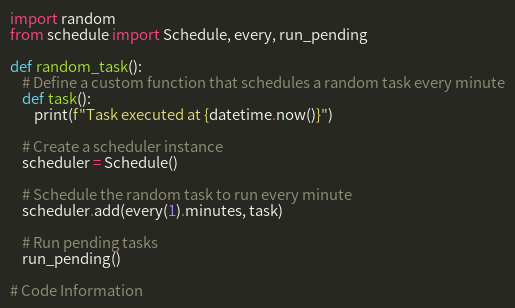 import random
from schedule import Schedule, every, run_pending

def random_task():
    # Define a custom function that schedules a random task every minute
    def task():
        print(f"Task executed at {datetime.now()}")

    # Create a scheduler instance
    scheduler = Schedule()

    # Schedule the random task to run every minute
    scheduler.add(every(1).minutes, task)

    # Run pending tasks
    run_pending()

# Code Information